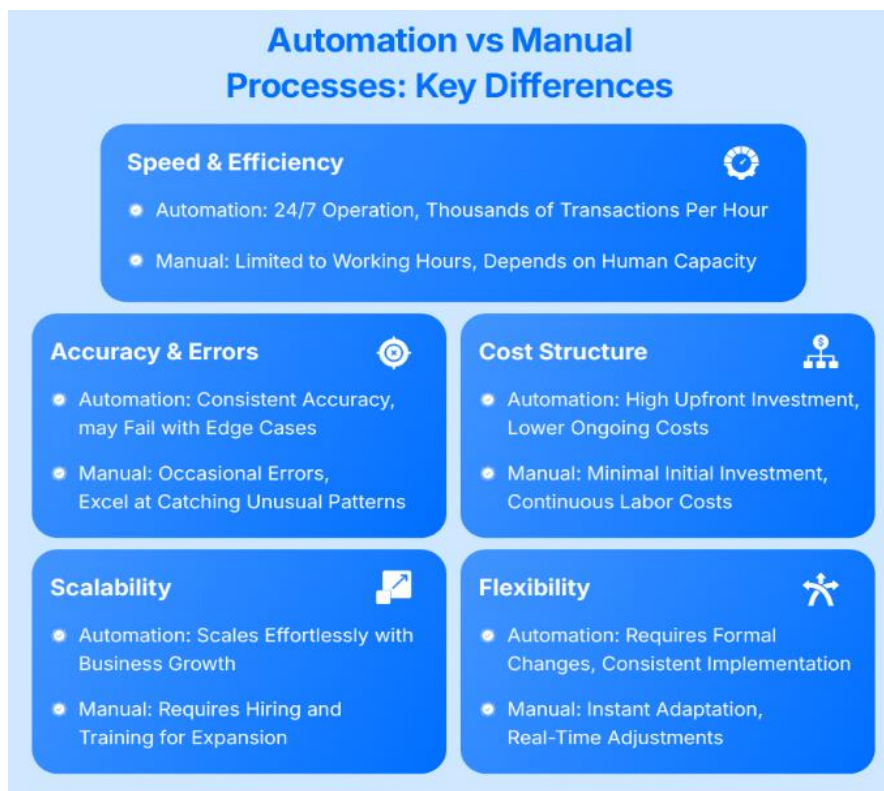 Automation vs Manual
Processes: Key Differences
Speed & Efficiency
Automation: 24/7 Operation, Thousands of Transactions Per Hour
Manual: Limited to Working Hours, Depends on Human Capacity
Accuracy & Errors
Automation: Consistent Accuracy,
may Fail with Edge Cases
Manual: Occasional Errors,
Excel at Catching Unusual Patterns
Cost Structure
$
Automation: High Upfront Investment,
Lower Ongoing Costs
Manual: Minimal Initial Investment,
Continuous Labor Costs
Scalability
Automation: Scales Effortlessly with
Business Growth
Manual: Requires Hiring and
Training for Expansion
Flexibility
Automation: Requires Formal
Changes, Consistent Implementation
Manual: Instant Adaptation,
Real-Time Adjustments